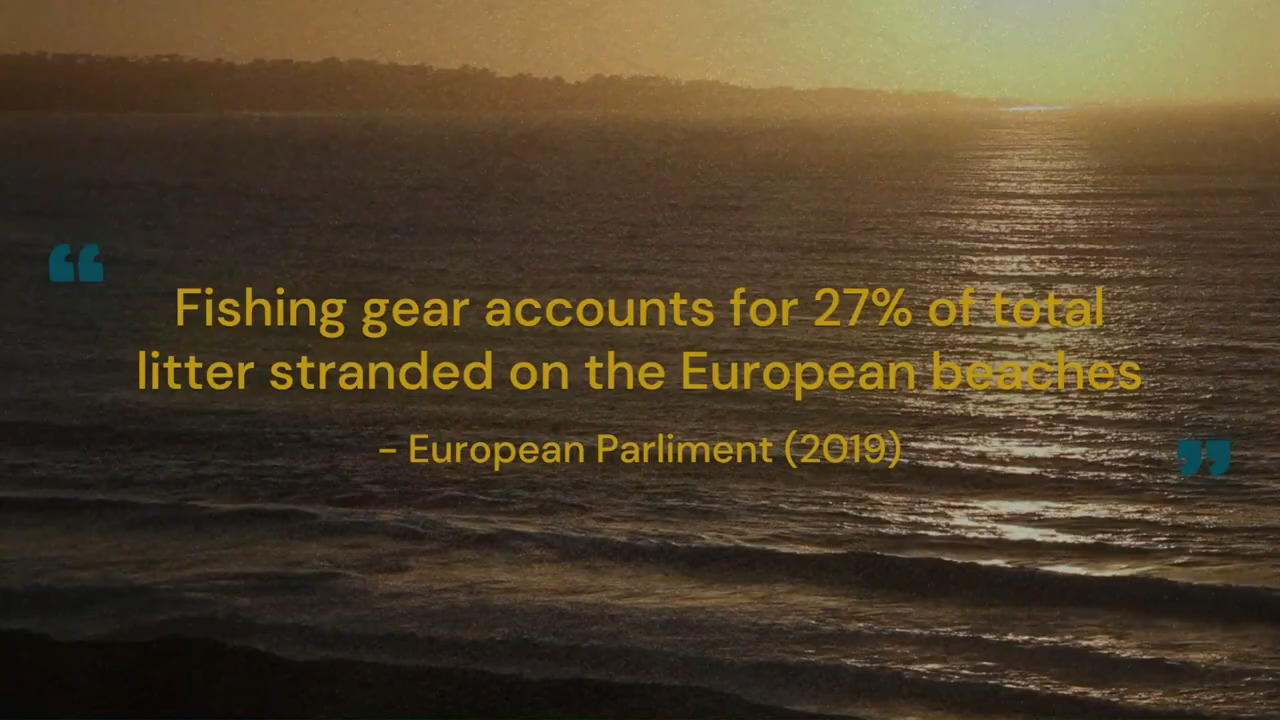 “
Fishing gear accounts for 27% of total
litter stranded on the European beaches
– European Parliment (2019)
”